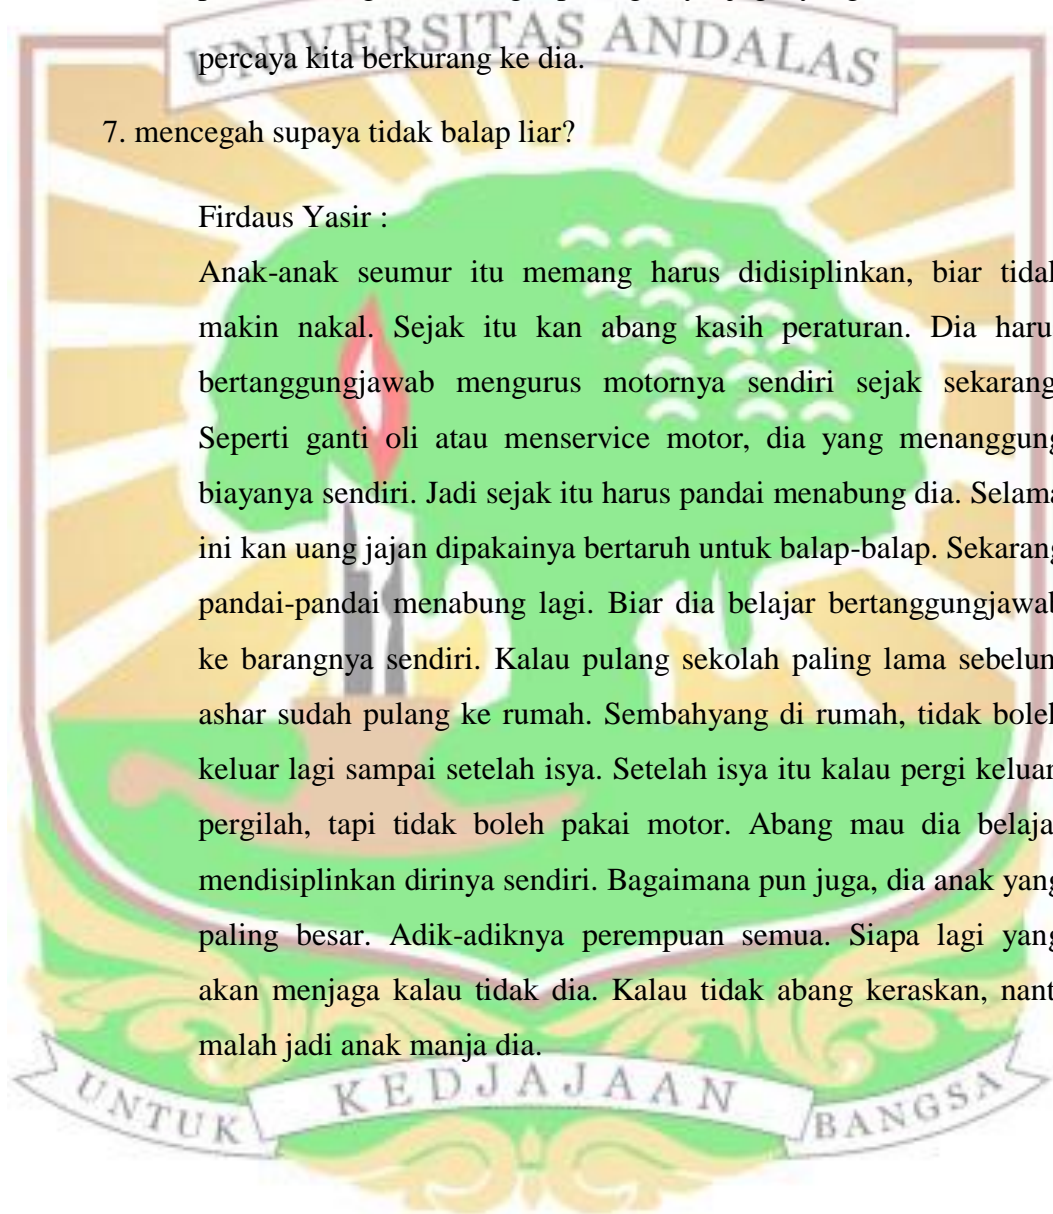 UNIVERSITAS ANDALAS
percaya kita berkurang ke dia.
7. mencegah supaya tidak balap liar?
Firdaus Yasir :
Anak-anak seumur itu memang harus didisiplinkan, biar tidak
makin nakal. Sejak itu kan abang kasih peraturan. Dia haru
bertanggungjawab mengurus motornya sendiri sejak sekarang
Seperti ganti oli atau menservice motor, dia yang menanggung
biayanya sendiri. Jadi sejak itu harus pandai menabung dia. Selama
ini kan uang jajan dipakainya bertaruh untuk balap-balap. Sekarang
pandai-pandai menabung lagi. Biar dia belajar bertanggungjawab
ke barangnya sendiri. Kalau pulang sekolah paling lama sebelum
ashar sudah pulang ke rumah. Sembahyang di rumah, tidak boleh
keluar lagi sampai setelah isya. Setelah isya itu kalau pergi keluar
pergilah, tapi tidak boleh pakai motor. Abang mau dia belaja
mendisiplinkan dirinya sendiri. Bagaimana pun juga, dia anak yang
paling besar. Adik-adiknya perempuan semua. Siapa lagi yang
akan menjaga kalau tidak dia. Kalau tidak abang keraskan, nant
malah jadi anak manja dia.
UNTUK KEDJAJAAN BANGSA